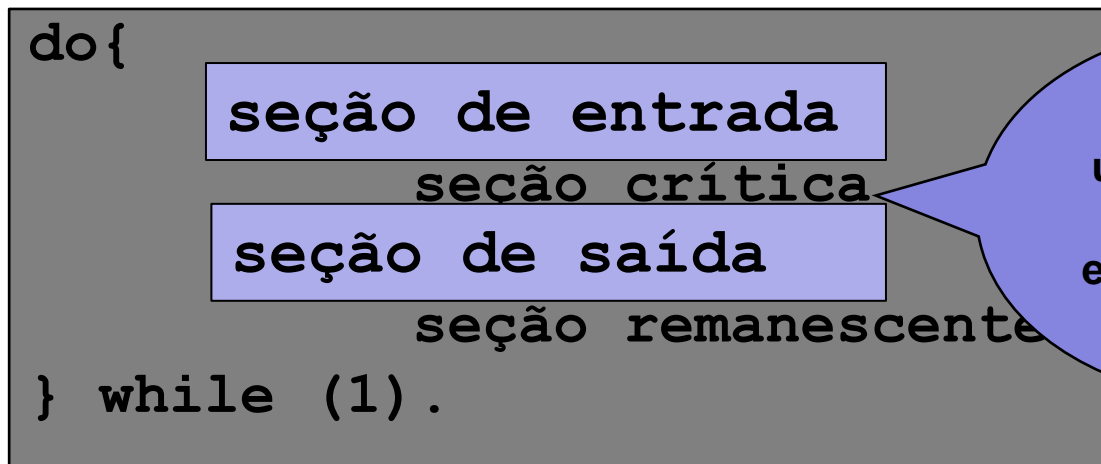 do{
seção de entrada
seção crítica
seção de saída
seção remanescente
} while (1).